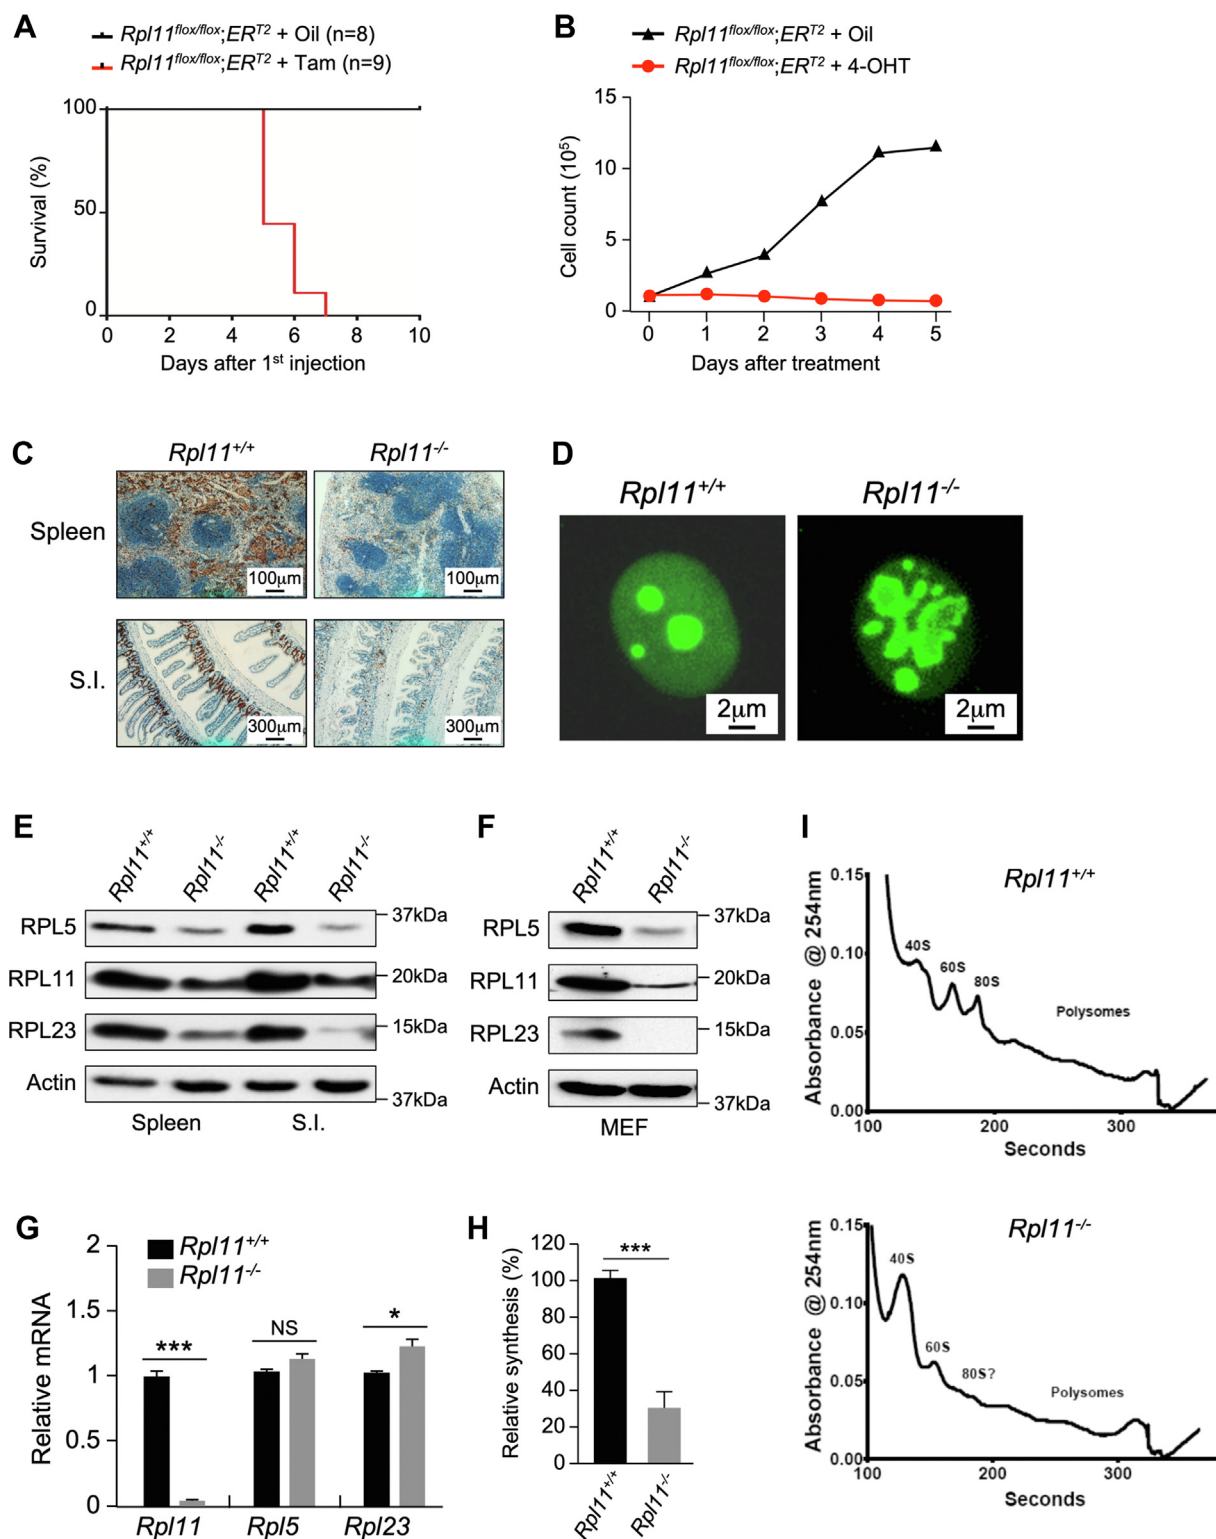 A
Rpl11flox/flox;ERT2 + Oil (n=8)
Rpl11flox/flox;ERT2 + Tam (n=9)
100
50
0
Survival (%)
0 2 4 6 8 10
Days after 1st injection
B
Rpl11flox/flox;ERT2 + Oil
Rpl11flox/flox;ERT2 + 4-OHT
15
10
5
0
Cell count (10^5)
0 1 2 3 4 5
Days after treatment
C
Rpl11+/+ Rpl11-/-
Spleen
100μm 100μm
S.I.
300μm 300μm
D
Rpl11+/+ Rpl11-/-
2μm 2μm
E
Rpl11+/+ Rpl11-/- Rpl11+/+ Rpl11-/-
RPL5 37kDa
RPL11 20kDa
RPL23 15kDa
Actin 37kDa
Spleen S.I.
F
Rpl11+/+ Rpl11-/-
RPL5 37kDa
RPL11 20kDa
RPL23 15kDa
Actin 37kDa
MEF
G
Rpl11+/+
Rpl11-/-
2
1.5
1
0.5
0
Relative mRNA
*** NS *
Rpl11 Rpl5 Rpl23
H
120
100
80
60
40
20
0
Relative synthesis (%)
***
Rpl11+/+ Rpl11-/-
I
Rpl11+/+
0.15
0.10
0.05
0.00
Absorbance @ 254nm
40S
60S
80S
Polysomes
100 200 300
Seconds
Rpl11-/-
0.15
0.10
0.05
0.00
Absorbance @ 254nm
40S
60S
80S?
Polysomes
100 200 300
Seconds